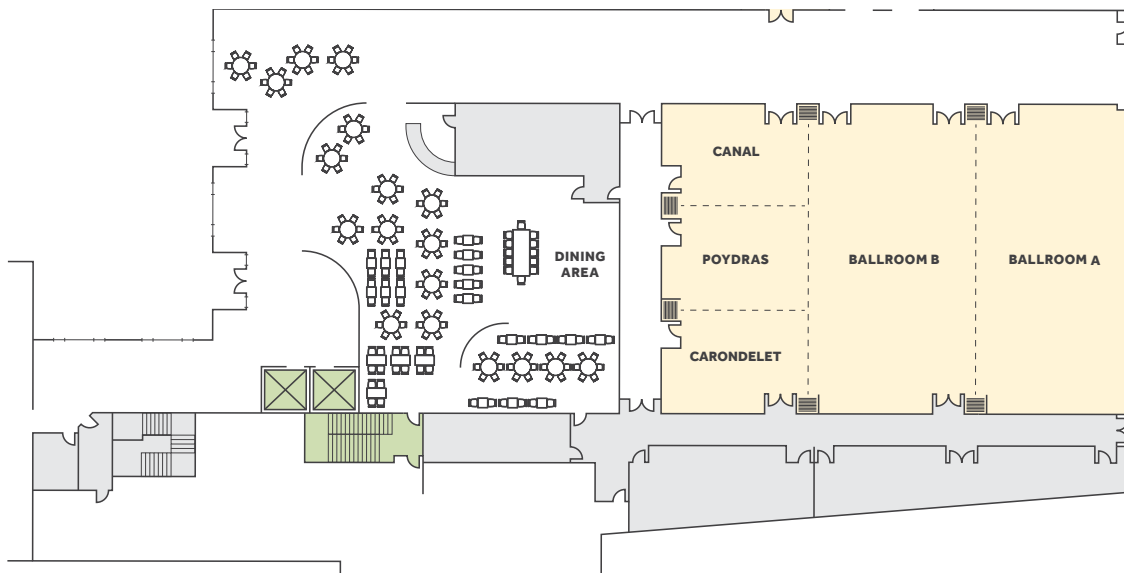 CANAL
DINING
AREA
POYDRAS
BALLROOM B
BALLROOM A
CARONDELET